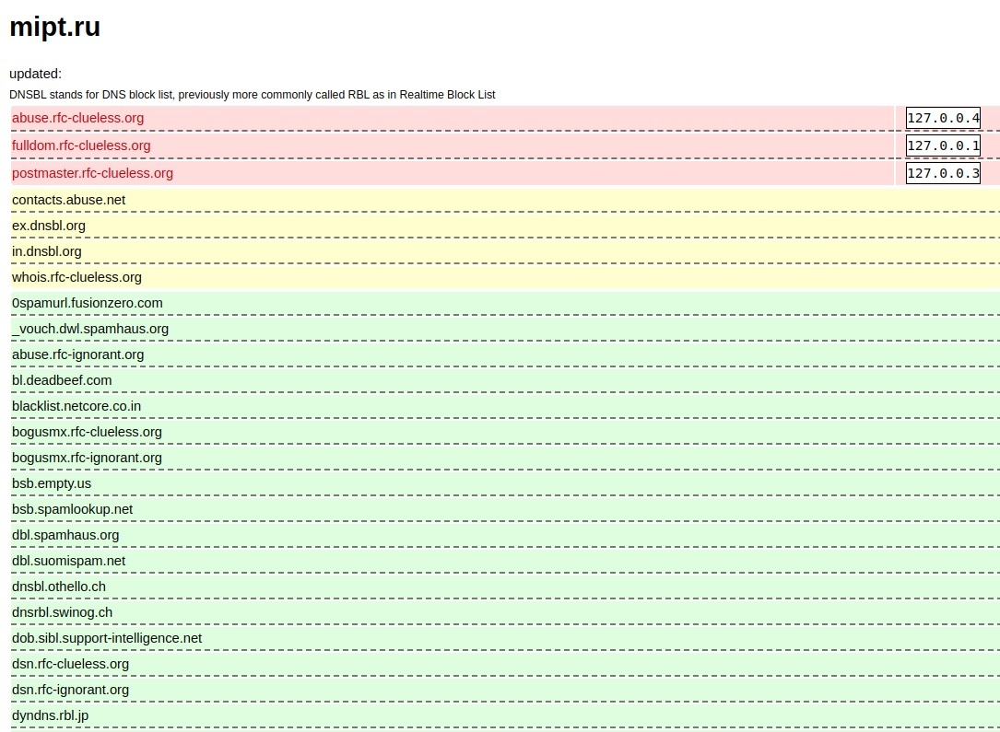 mipt.ru
updated:
DNSBL stands for DNS block list, previously more commonly called RBL as in Realtime Block List
abuse.rfc-clueless.org 127.0.0.4
fulldom.rfc-clueless.org 127.0.0.1
postmaster.rfc-clueless.org 127.0.0.3
contacts.abuse.net
ex.dnsbl.org
in.dnsbl.org
whois.rfc-clueless.org
0spamurl.fusionzero.com
_vouch.dwl.spamhaus.org
abuse.rfc-ignorant.org
bl.deadbeef.com
blacklist.netcore.co.in
bogusmx.rfc-clueless.org
bogusmx.rfc-ignorant.org
bsb.empty.us
bsb.spamlookup.net
dbl.spamhaus.org
dbl.suomispam.net
dnsbl.othello.ch
dnsrbl.swinog.ch
dob.sibl.support-intelligence.net
dsn.rfc-clueless.org
dsn.rfc-ignorant.org
dyndns.rbl.jp